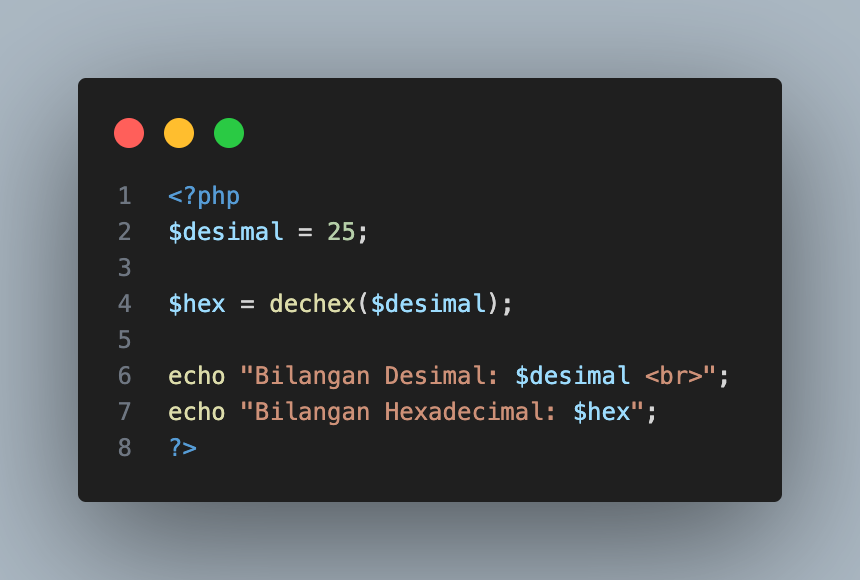 1 <?php
2 $desimal = 25;
3
4 $hex = dechex($desimal);
5
6 echo "Bilangan Desimal: $desimal <br>";
7 echo "Bilangan Hexadecimal: $hex";
8 ?>